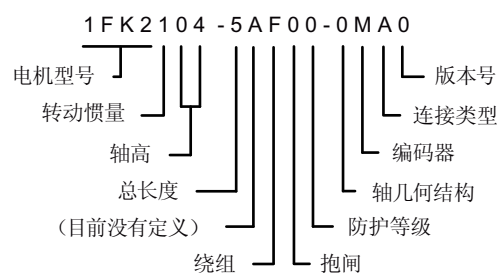 1FK2104-5AF00-0MA0
电机型号
版本号
转动惯量
连接类型
轴高
编码器
总长度
轴几何结构
（目前没有定义）
防护等级
绕组
抱闸